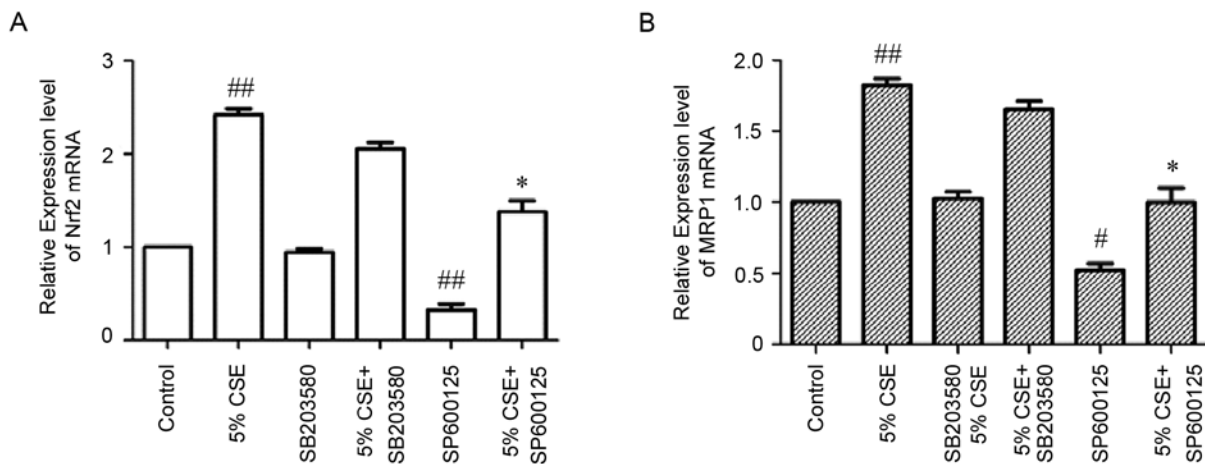 A
Relative Expression level
of Nrf2 mRNA
3
2
1
0
##
##
*
Control
5% CSE
SB203580
5% CSE+
SB203580
SP600125
5% CSE+
SP600125
B
Relative Expression level
of MRP1 mRNA
2.0
1.5
1.0
0.5
0
##
#
*
Control
5% CSE
SB203580
5% CSE
5% CSE+
SB203580
SP600125
5% CSE+
SP600125